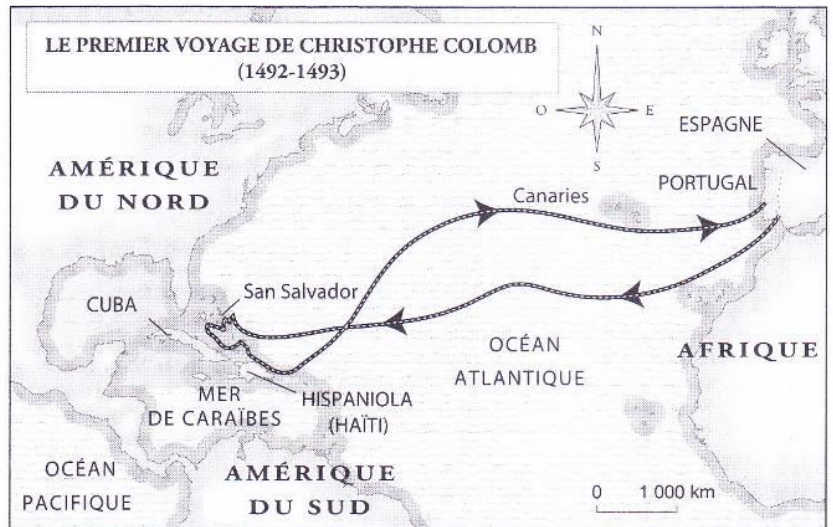 LE PREMIER VOYAGE DE CHRISTOPHE COLOMB
(1492-1493)
N
O
E
S
ESPAGNE
AMÉRIQUE
DU NORD
PORTUGAL
Canaries
San Salvador
CUBA
OCÉAN
ATLANTIQUE
AFRIQUE
MER
DE CARAÏBES
HISPANIOLA
(HAÏTI)
OCÉAN
PACIFIQUE
AMÉRIQUE
DU SUD
0 1 000 km